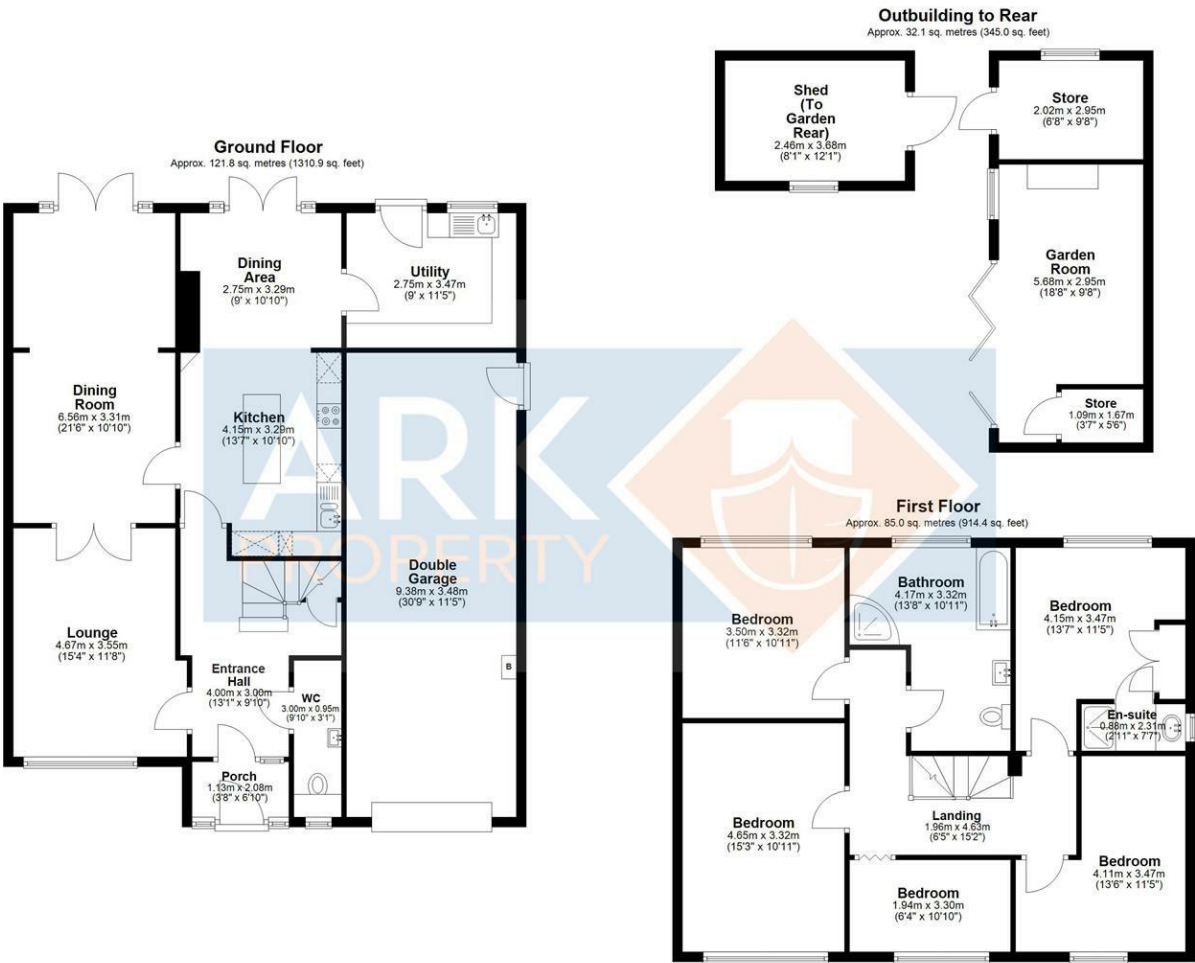 Outbuilding to Rear
Approx. 32.1 sq. metres (345.0 sq. feet)
Shed
(To
Garden
Rear)
2.46m x 3.68m
(8'1" x 12'1")
Store
2.02m x 2.95m
(6'8" x 9'8")
Garden
Room
5.68m x 2.95m
(18'8" x 9'8")
Store
1.09m x 1.67m
(3'7" x 5'6")
Ground Floor
Approx. 121.8 sq. metres (1310.9 sq. feet)
Dining
Area
2.75m x 3.29m
(9' x 10'10")
Utility
2.75m x 3.47m
(9' x 11'5")
Dining
Room
6.56m x 3.31m
(21'6" x 10'10")
Kitchen
4.15m x 3.29m
(13'7" x 10'10")
ARK
PROPERTY
Double
Garage
9.38m x 3.48m
(30'9" x 11'5")
B
Lounge
4.67m x 3.55m
(15'4" x 11'8")
Entrance
Hall
4.00m x 3.00m
(13'1" x 9'10")
WC
3.00m x 0.95m
(9'10" x 3'1")
Porch
1.13m x 2.08m
(3'8" x 6'10")
First Floor
Approx. 85.0 sq. metres (914.4 sq. feet)
Bedroom
3.50m x 3.32m
(11'6" x 10'11")
Bathroom
4.17m x 3.32m
(13'8" x 10'11")
Bedroom
4.15m x 3.47m
(13'7" x 11'5")
En-suite
0.88m x 2.31m
(2'11" x 7'7")
Bedroom
4.65m x 3.32m
(15'3" x 10'11")
Landing
1.96m x 4.63m
(6'5" x 15'2")
Bedroom
1.94m x 3.30m
(6'4" x 10'10")
Bedroom
4.11m x 3.47m
(13'6" x 11'5")